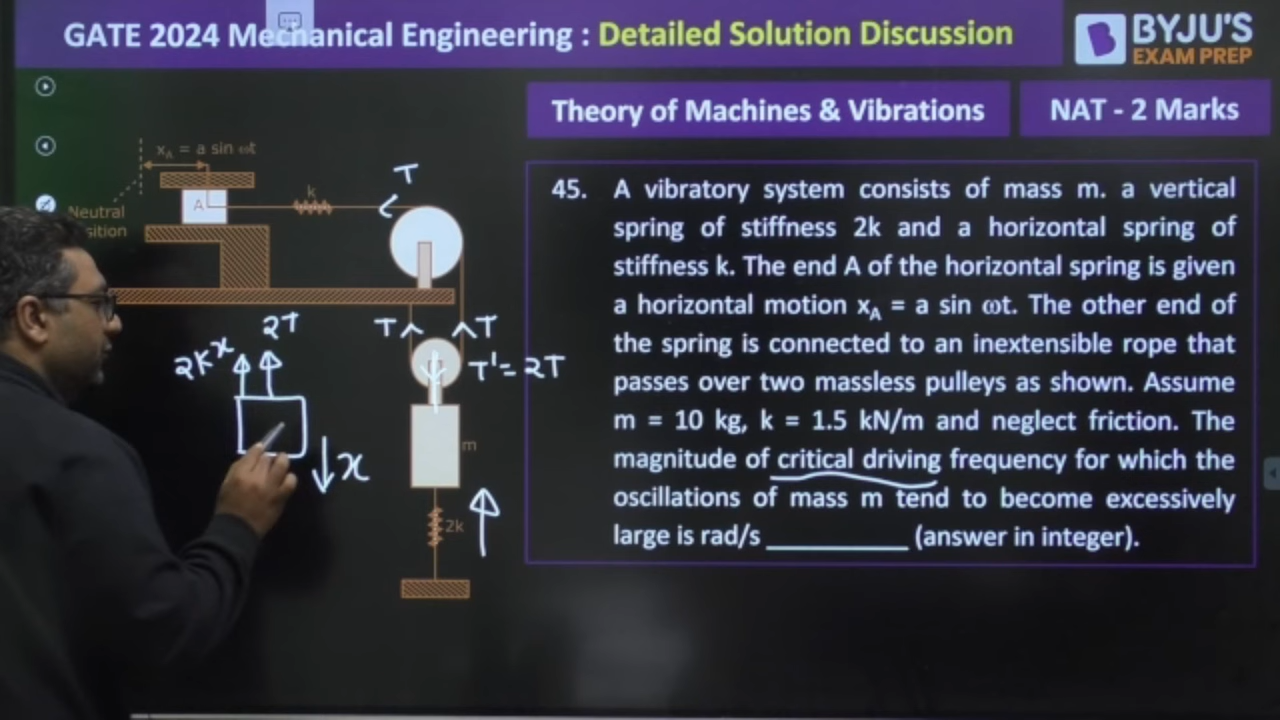 GATE 2024 Mechanical Engineering : Detailed Solution Discussion
BYJU'S
EXAM PREP
Theory of Machines & Vibrations
NAT - 2 Marks
x_A = a sin ωt
A
k
T
Neutral
sition
T
T
T' = 2T
2kx
2T
x
m
2k
45. A vibratory system consists of mass m. a vertical
spring of stiffness 2k and a horizontal spring of
stiffness k. The end A of the horizontal spring is given
a horizontal motion x_A = a sin ωt. The other end of
the spring is connected to an inextensible rope that
passes over two massless pulleys as shown. Assume
m = 10 kg, k = 1.5 kN/m and neglect friction. The
magnitude of critical driving frequency for which the
oscillations of mass m tend to become excessively
large is rad/s ________ (answer in integer).